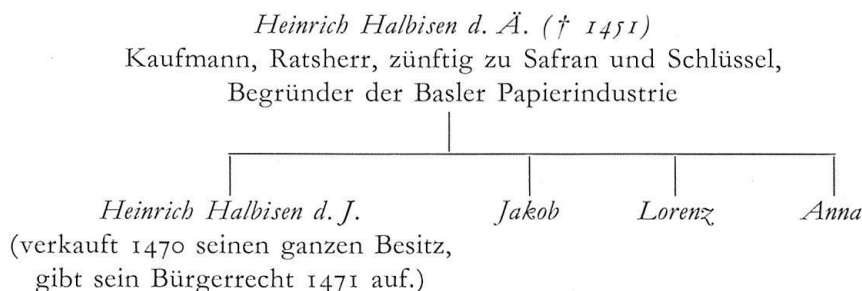 Heinrich Halbisen d. Ä. († 1451)
Kaufmann, Ratsherr, zünftig zu Safran und Schlüssel,
Begründer der Basler Papierindustrie
Heinrich Halbisen d. J. Jakob Lorenz Anna
(verkauft 1470 seinen ganzen Besitz,
gibt sein Bürgerrecht 1471 auf.)